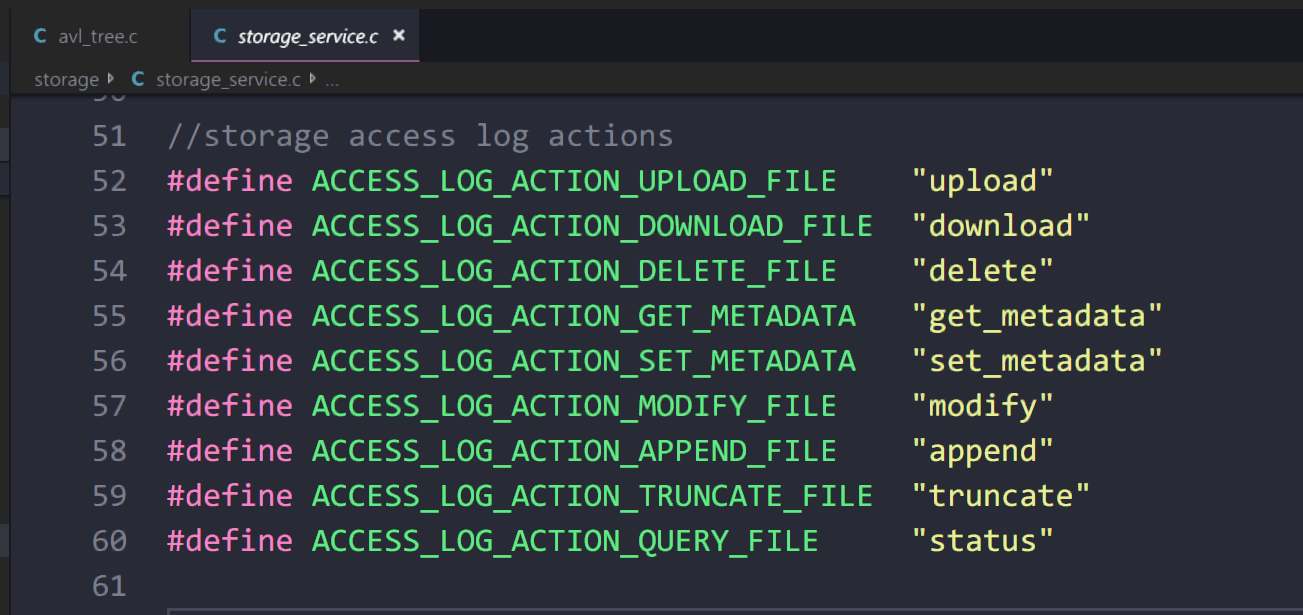 C avl_tree.c C storage_service.c ×
storage C storage_service.c ...
51 //storage access log actions
52 #define ACCESS_LOG_ACTION_UPLOAD_FILE "upload"
53 #define ACCESS_LOG_ACTION_DOWNLOAD_FILE "download"
54 #define ACCESS_LOG_ACTION_DELETE_FILE "delete"
55 #define ACCESS_LOG_ACTION_GET_METADATA "get_metadata"
56 #define ACCESS_LOG_ACTION_SET_METADATA "set_metadata"
57 #define ACCESS_LOG_ACTION_MODIFY_FILE "modify"
58 #define ACCESS_LOG_ACTION_APPEND_FILE "append"
59 #define ACCESS_LOG_ACTION_TRUNCATE_FILE "truncate"
60 #define ACCESS_LOG_ACTION_QUERY_FILE "status"
61